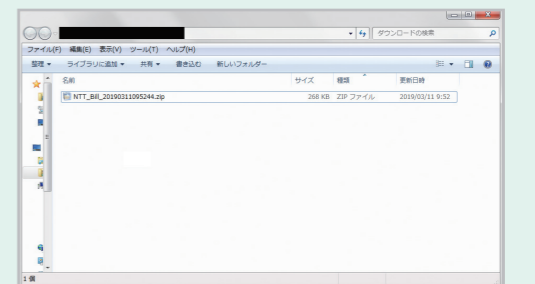 ダウンロードの検索
ファイル(F) 編集(E) 表示(V) ツール(T) ヘルプ(H)
整理 ライブラリに追加 共有 書き込む 新しいフォルダー
名前 サイズ 種類 更新日時
NTT_Bill_20190311095244.zip 268 KB ZIP ファイル 2019/03/11 9:52
1 個